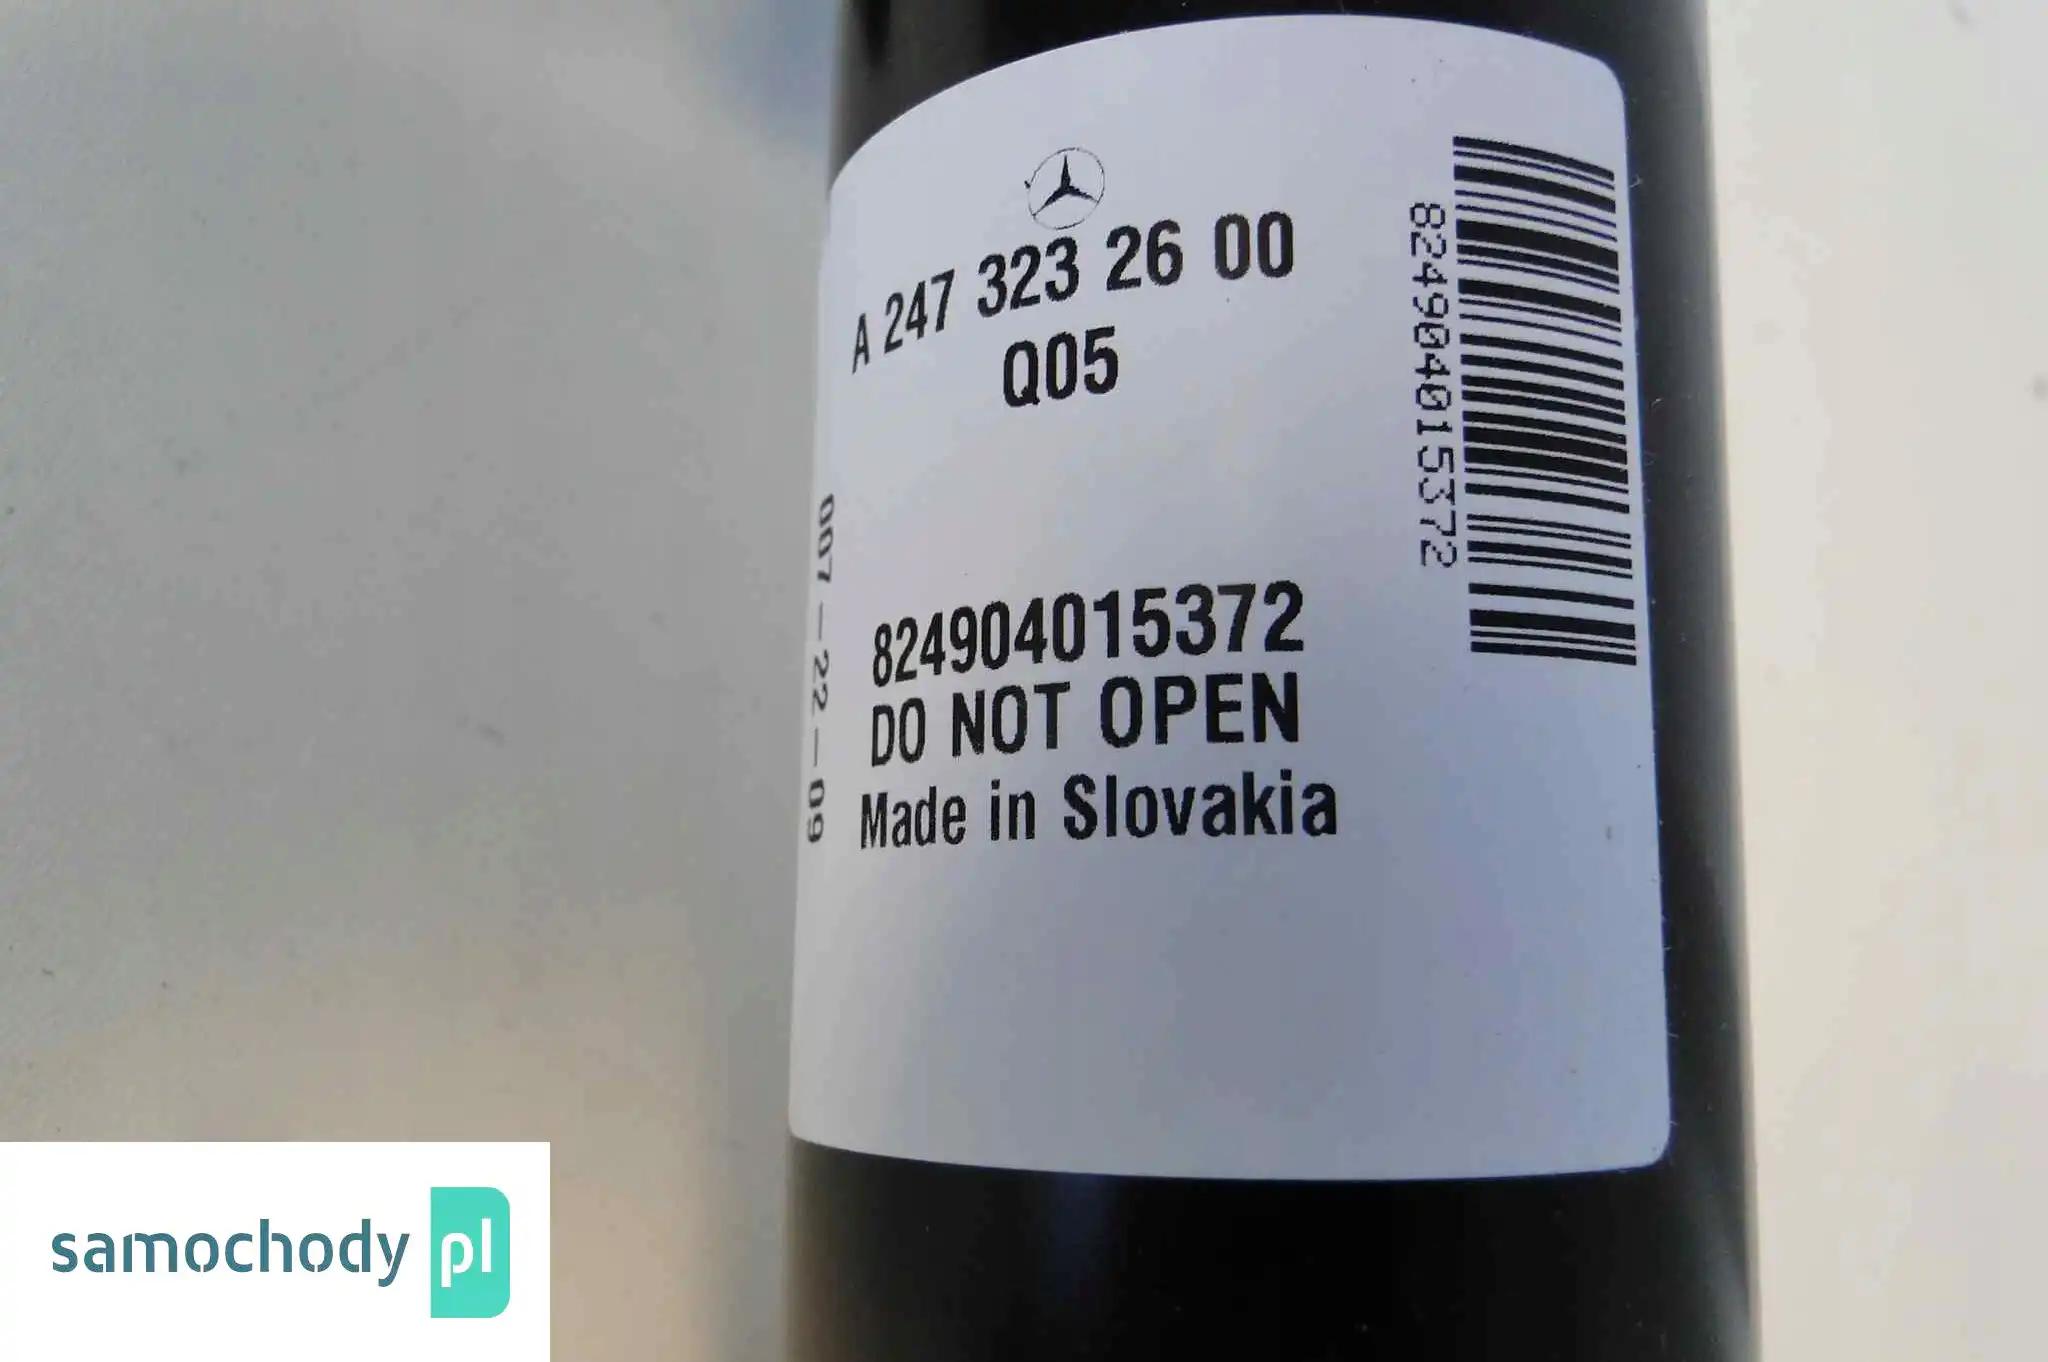 A 247 323 26 00
Q05
824904015372
DO NOT OPEN
Made in Slovakia
824904015372
007-22-09
samochody pl